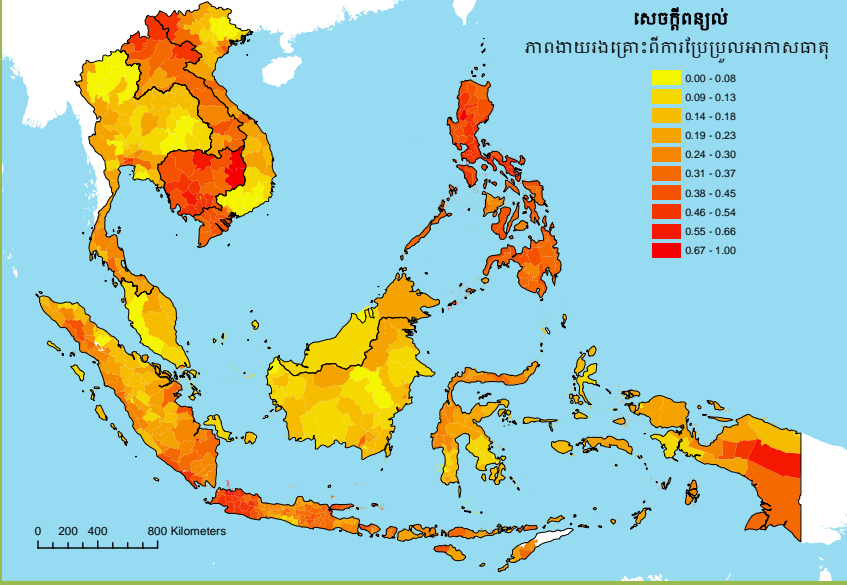 សេចក្តីពន្យល់
ភាពងាយរងគ្រោះពីការប្រែប្រួលអាកាសធាតុ
0.00 - 0.08
0.09 - 0.13
0.14 - 0.18
0.19 - 0.23
0.24 - 0.30
0.31 - 0.37
0.38 - 0.45
0.46 - 0.54
0.55 - 0.66
0.67 - 1.00
0 200 400 800 Kilometers